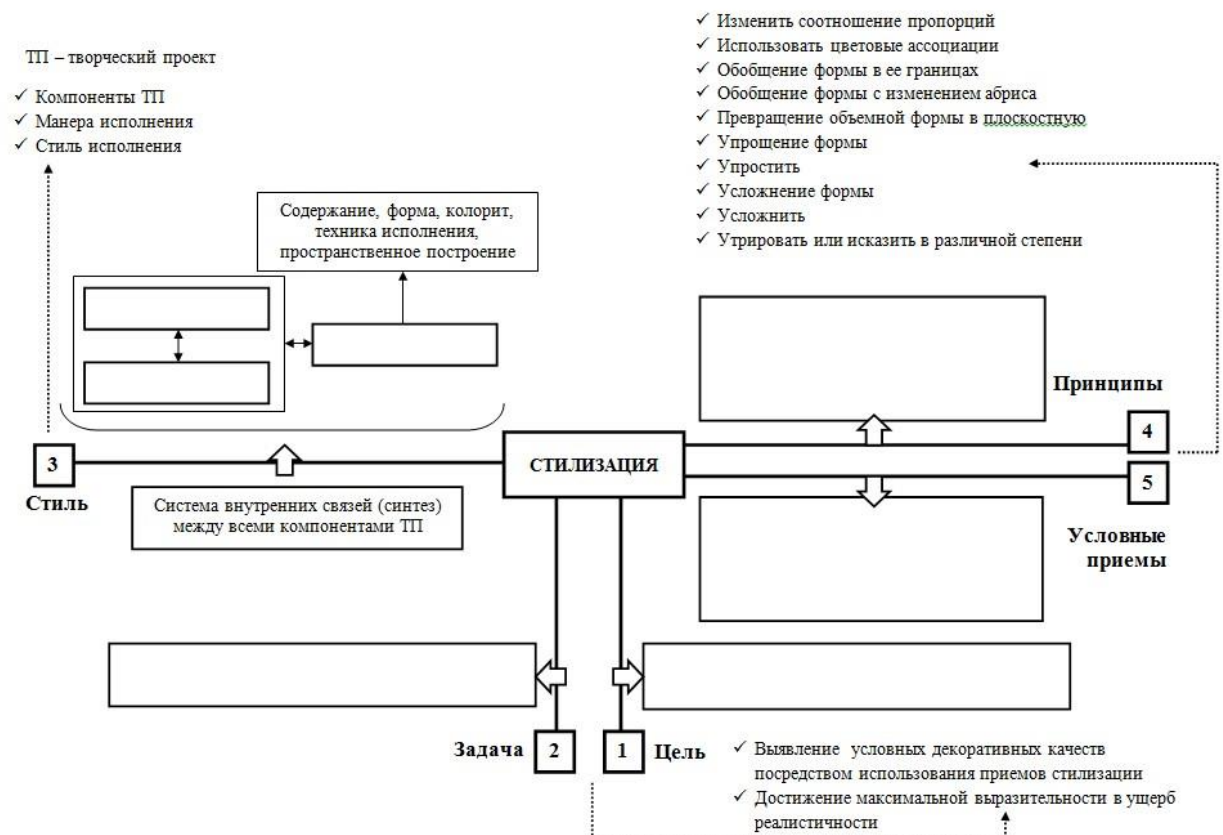 ТП – творческий проект
✓ Компоненты ТП
✓ Манера исполнения
✓ Стиль исполнения
✓ Изменить соотношение пропорций
✓ Использовать цветовые ассоциации
✓ Обобщение формы в ее границах
✓ Обобщение формы с изменением абриса
✓ Превращение объемной формы в плоскостную
✓ Упрощение формы
✓ Упростить
✓ Усложнение формы
✓ Усложнить
✓ Утрировать или исказить в различной степени
Содержание, форма, колорит,
техника исполнения,
пространственное построение
Принципы
4
3
Стиль
СТИЛИЗАЦИЯ
5
Условные
приемы
Система внутренних связей (синтез)
между всеми компонентами ТП
Задача
2
1
Цель
✓ Выявление условных декоративных качеств
посредством использования приемов стилизации
✓ Достижение максимальной выразительности в ущерб
реалистичности